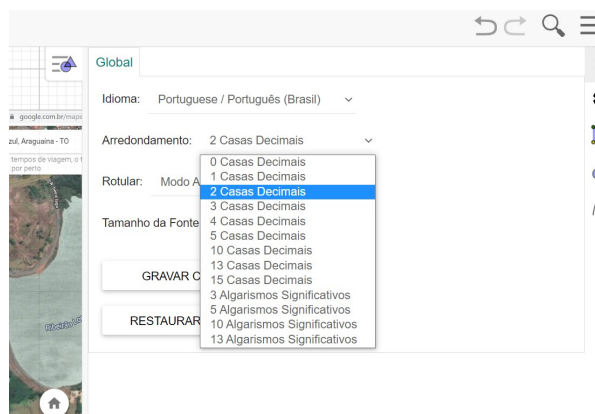 Global
Idioma: Portuguese / Português (Brasil)
google.com.br/maps
zul, Araguaina - TO
tempos de viagem, o t
por perto
Arredondamento: 2 Casas Decimais
0 Casas Decimais
1 Casas Decimais
2 Casas Decimais
3 Casas Decimais
4 Casas Decimais
5 Casas Decimais
10 Casas Decimais
13 Casas Decimais
15 Casas Decimais
3 Algarismos Significativos
5 Algarismos Significativos
10 Algarismos Significativos
13 Algarismos Significativos
Rotular: Modo A
Tamanho da Fonte
GRAVAR C
RESTAURAR